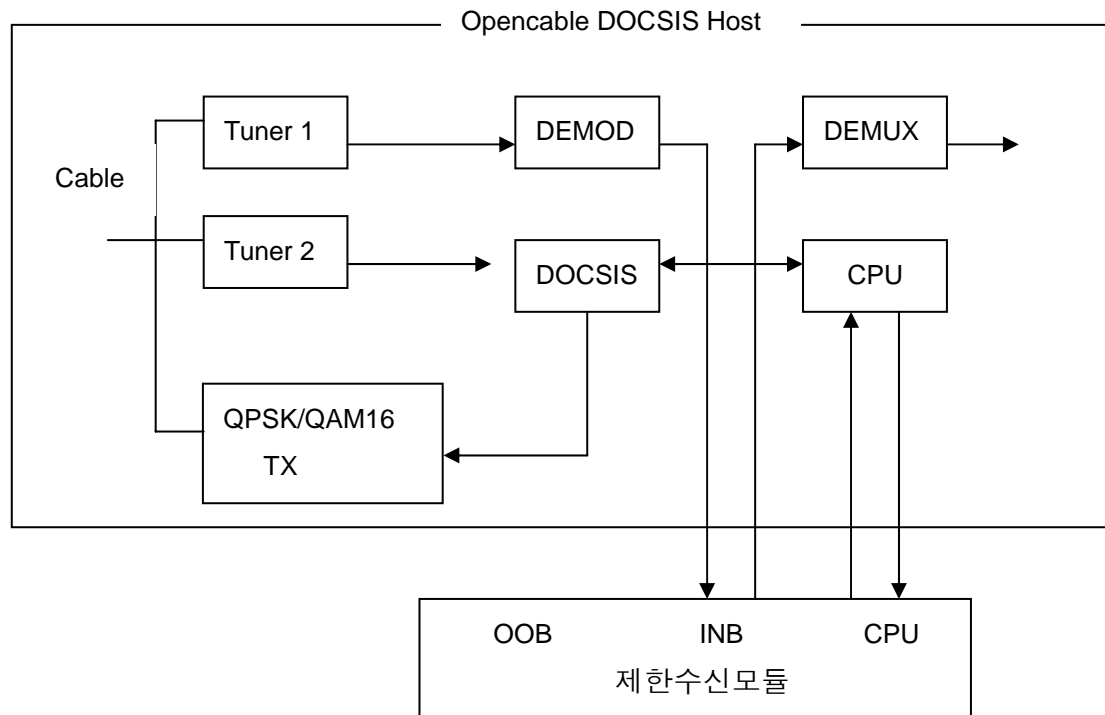 Opencable DOCSIS Host
Tuner 1
DEMOD
DEMUX
Cable
Tuner 2
DOCSIS
CPU
QPSK/QAM16
TX
OOB
INB
CPU
제한수신모듈